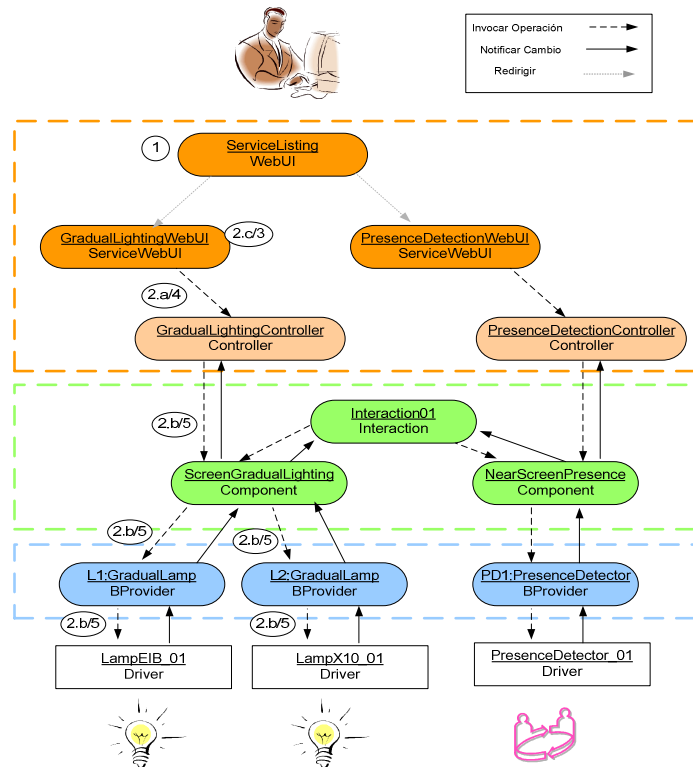 Invocar Operación
Notificar Cambio
Redirigir
1
ServiceListing
WebUI
GradualLightingWebUI
ServiceWebUI
2.c/3
PresenceDetectionWebUI
ServiceWebUI
2.a/4
GradualLightingController
Controller
PresenceDetectionController
Controller
2.b/5
Interaction01
Interaction
ScreenGradualLighting
Component
NearScreenPresence
Component
2.b/5
2.b/5
L1:GradualLamp
BProvider
L2:GradualLamp
BProvider
PD1:PresenceDetector
BProvider
2.b/5
2.b/5
LampEIB_01
Driver
LampX10_01
Driver
PresenceDetector_01
Driver